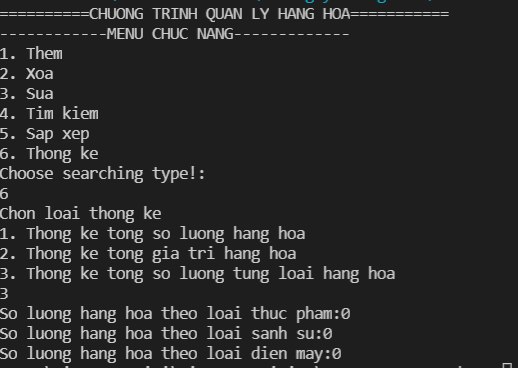 ==========CHUONG TRINH QUAN LY HANG HOA===========
------------MENU CHUC NANG-------------
1. Them
2. Xoa
3. Sua
4. Tim kiem
5. Sap xep
6. Thong ke
Choose searching type!:
6
Chon loai thong ke
1. Thong ke tong so luong hang hoa
2. Thong ke tong gia tri hang hoa
3. Thong ke tong so luong tung loai hang hoa
3
So luong hang hoa theo loai thuc pham:0
So luong hang hoa theo loai sanh su:0
So luong hang hoa theo loai dien may:0